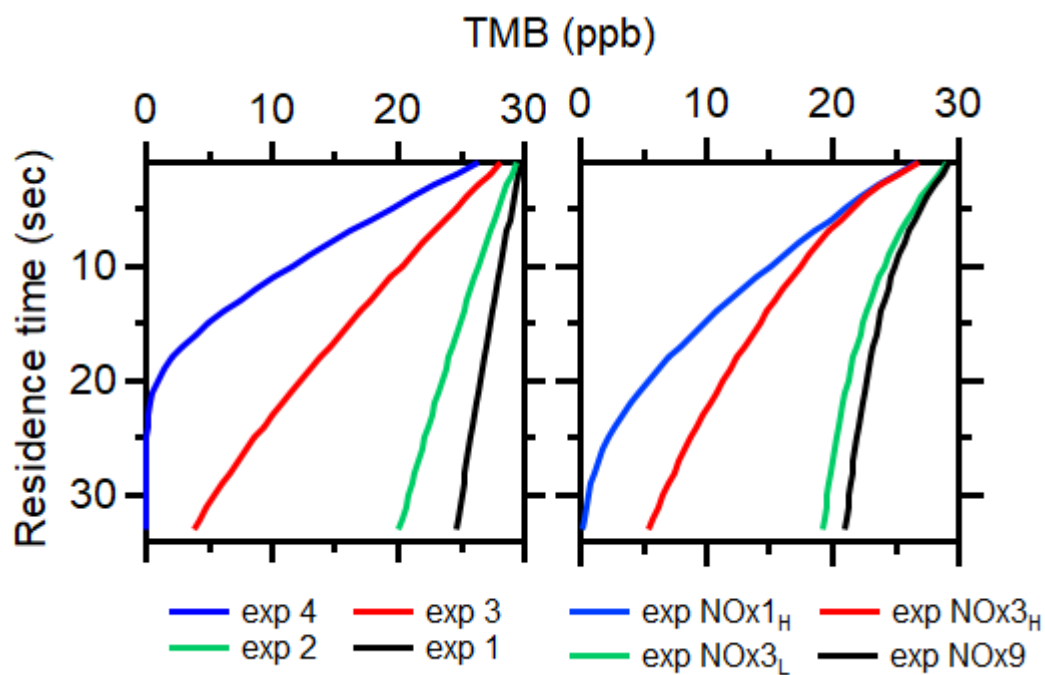 TMB (ppb)
0 10 20 30 0 10 20 30
Residence time (sec)
10
20
30
exp 4 exp 3 exp NOx1H exp NOx3H
exp 2 exp 1 exp NOx3L exp NOx9